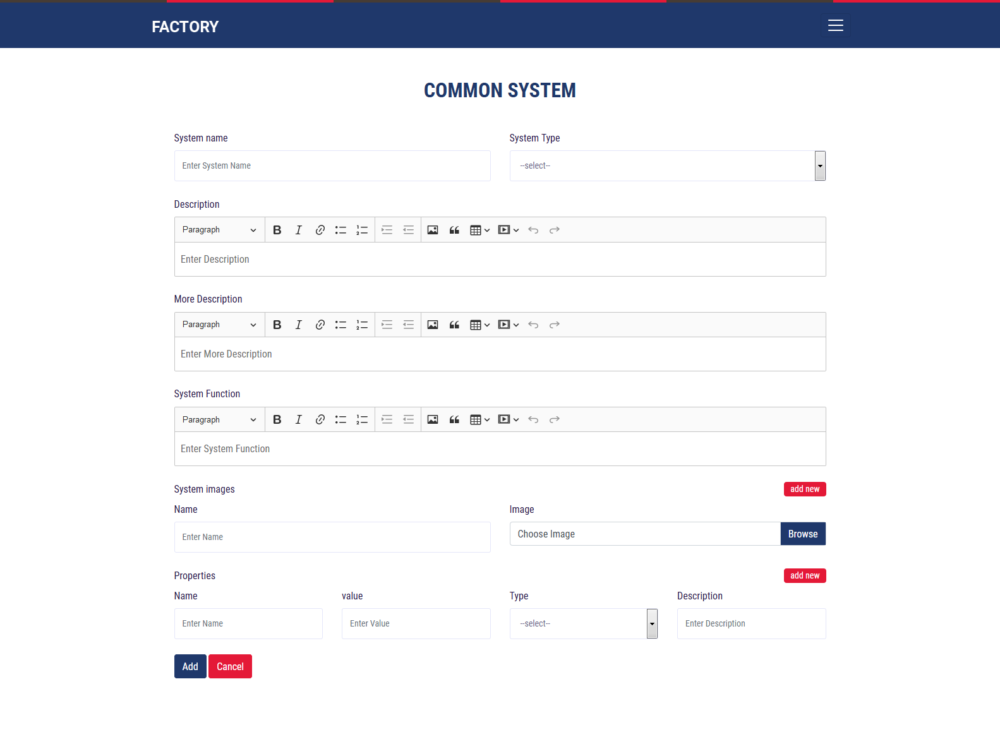 FACTORY
COMMON SYSTEM
System name
System Type
Enter System Name
--select--
Description
Paragraph
Enter Description
More Description
Paragraph
Enter More Description
System Function
Paragraph
Enter System Function
System images
add new
Name
Image
Enter Name
Choose Image
Browse
Properties
add new
Name
value
Type
Description
Enter Name
Enter Value
--select--
Enter Description
Add
Cancel